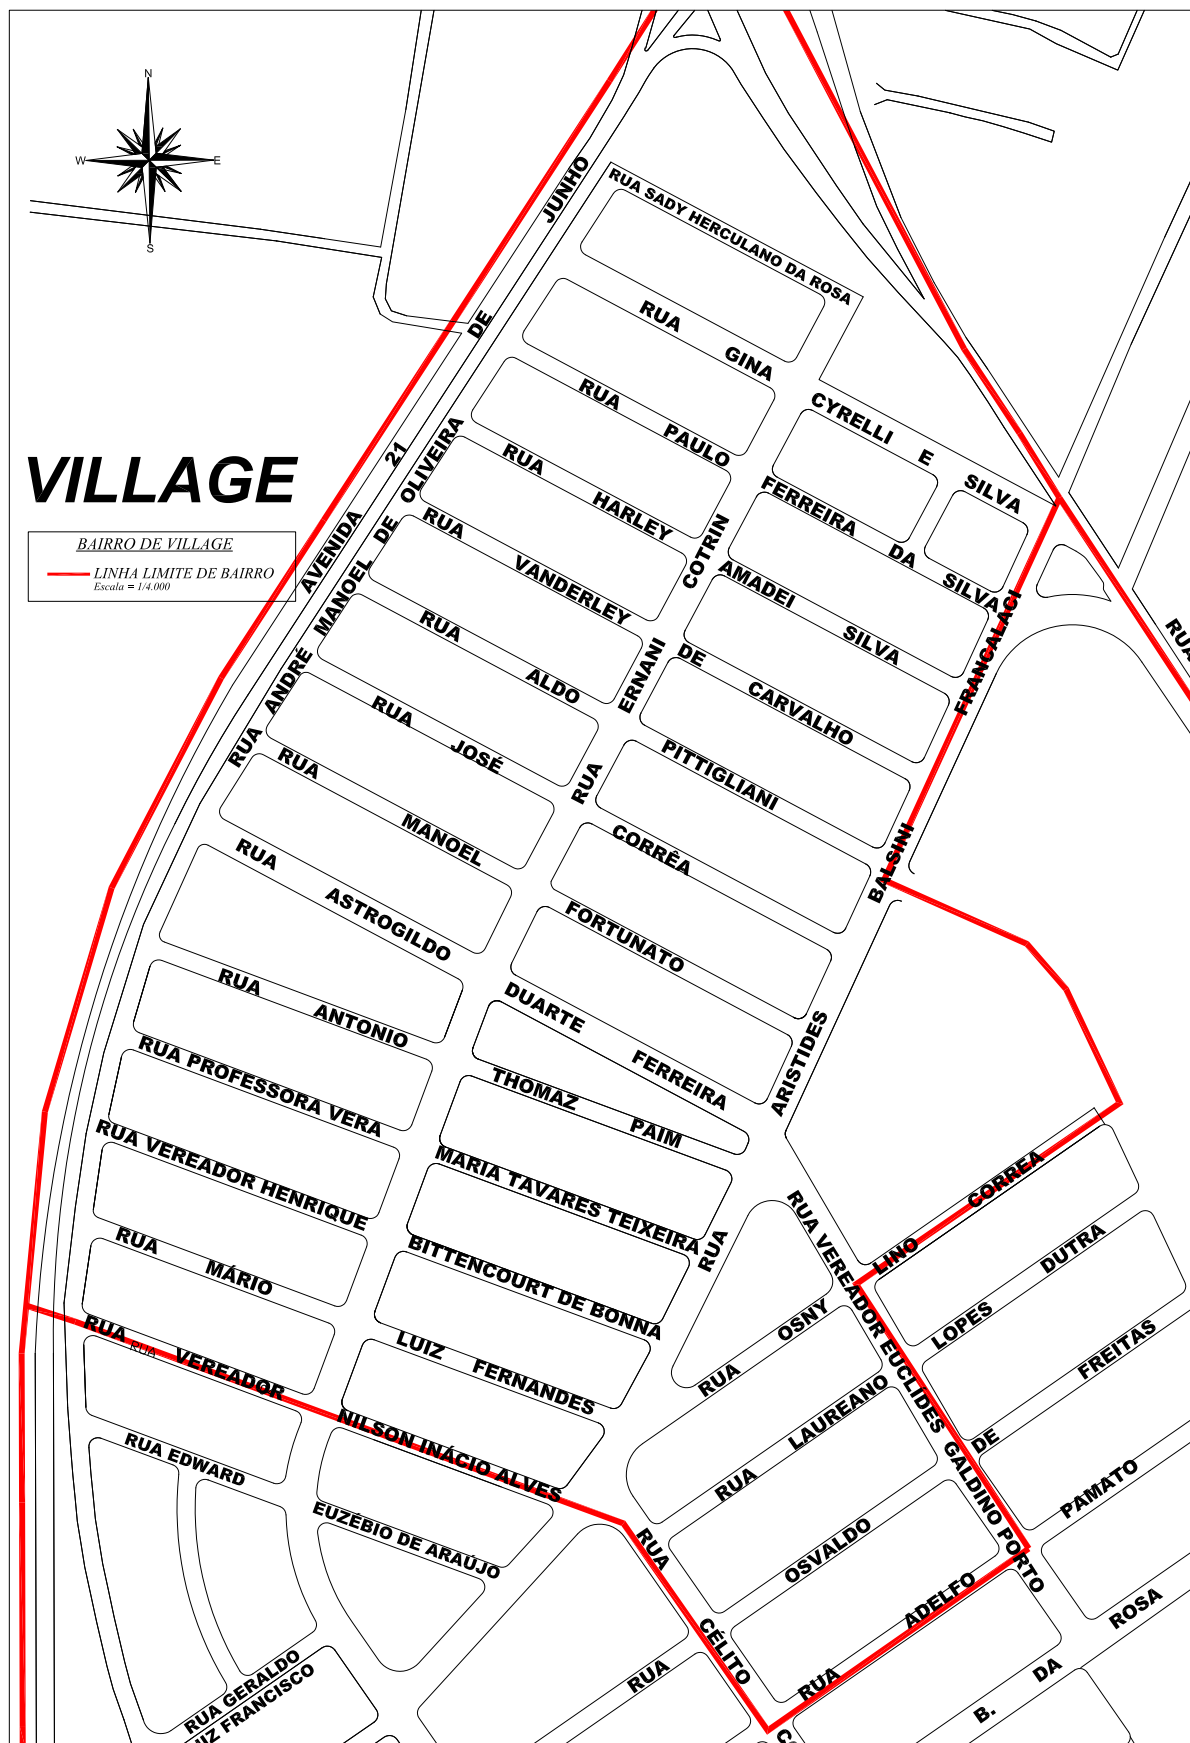 N
W
E
S
VILLAGE
BAIRRO DE VILLAGE
LINHA LIMITE DE BAIRRO
Escala = 1/4.000
AVENIDA 21 DE JUNHO
RUA ANDRÉ MANOEL DE OLIVEIRA
RUA SADY HERCULANO DA ROSA
RUA GINA CYRELLI E SILVA
RUA PAULO FERREIRA DA SILVA
RUA HARLEY AMADEI SILVA
RUA VANDERLEY DE CARVALHO
RUA ALDO PITTIGLIANI
RUA JOSÉ CORRÊA
RUA MANOEL FORTUNATO
RUA ASTROGILDO DUARTE FERREIRA
RUA ANTONIO THOMAZ PAIM
RUA PROFESSORA VERA MARIA TAVARES TEIXEIRA
RUA VEREADOR HENRIQUE BITTENCOURT DE BONNA
RUA MÁRIO LUIZ FERNANDES
RUA VEREADOR NILSON INÁCIO ALVES
RUA
RUA EDWARD EUZÉBIO DE ARAÚJO
RUA GERALDO
IZ FRANCISCO
RUA ERNANI COTRIN
RUA ARISTIDES BALSINI FRANCALACI
RUA
RUA VEREADOR EUCLIDES GALDINO PORTO
RUA OSNY LINO CORREA
RUA LAUREANO LOPES DUTRA
RUA OSVALDO DE FREITAS
RUA ADELFO PAMATO
RUA B. DA ROSA
RUA CÉLITO